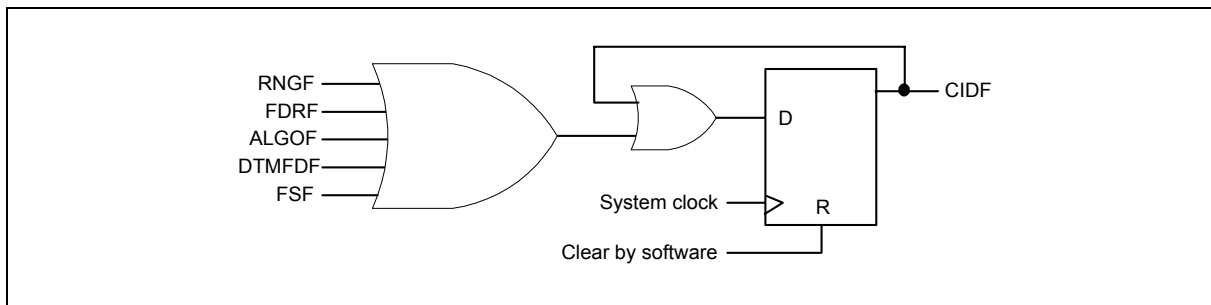 RNGF
FDRF
ALGOF
DTMFDF
FSF
D
CIDF
System clock
R
Clear by software